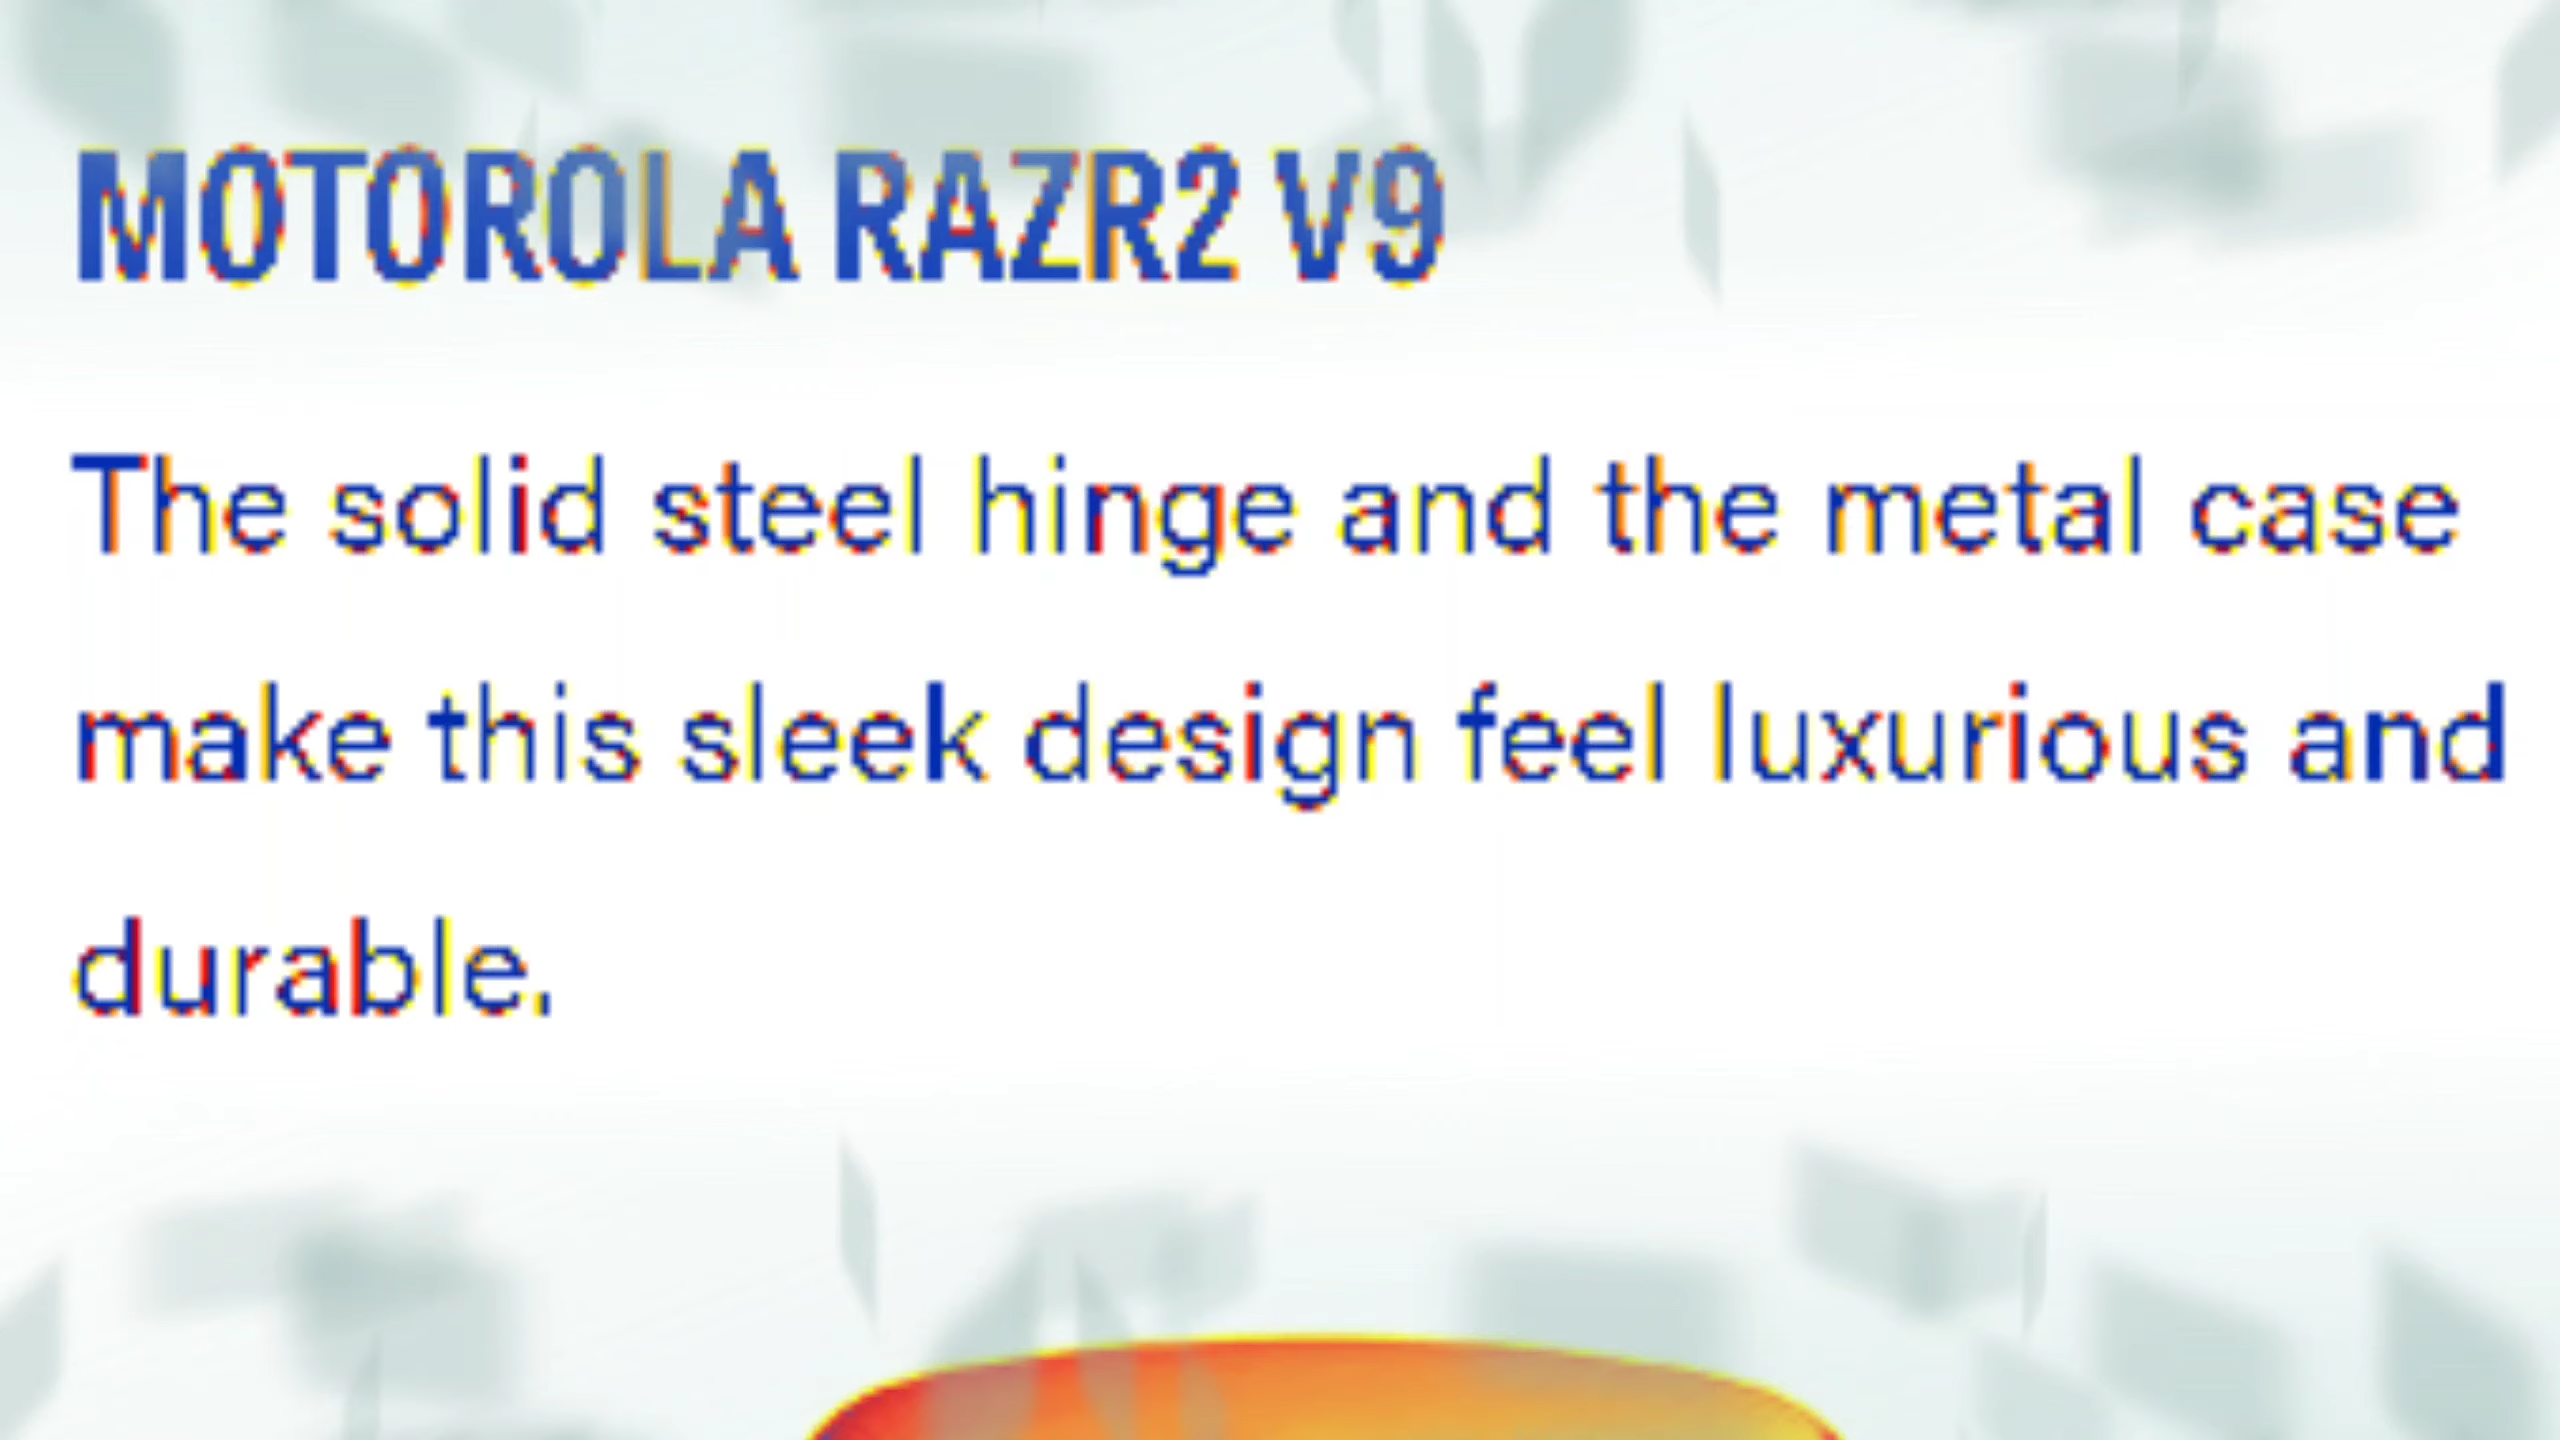 MOTOROLA RAZR2 V9
The solid steel hinge and the metal case
make this sleek design feel luxurious and
durable.